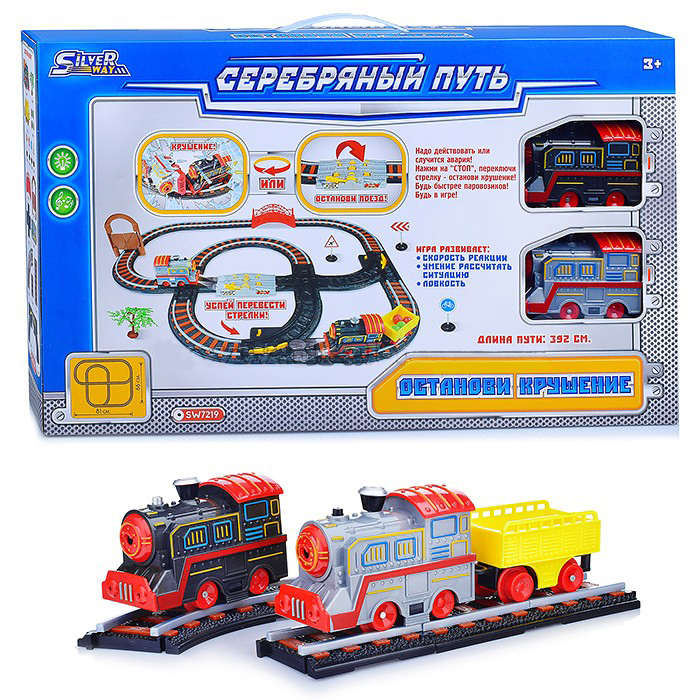 SILVER
WAY
СЕРЕБРЯНЫЙ ПУТЬ
3+
КРУШЕНИЕ!
ИЛИ
ОСТАНОВИ ПОЕЗД!
Надо действовать или
случится авария!
Нажми на "СТОП", переключи
стрелку - останови крушение!
Будь быстрее паровозиков!
Будь в игре!
ИГРА РАЗВИВАЕТ:
• СКОРОСТЬ РЕАКЦИИ
• УМЕНИЕ РАССЧИТАТЬ
СИТУАЦИЮ
• ЛОВКОСТЬ
УСПЕЙ ПЕРЕВЕСТИ
СТРЕЛКИ!
ДЛИНА ПУТИ: 392 СМ.
ОСТАНОВИ КРУШЕНИЕ
81 СМ.
SW7219